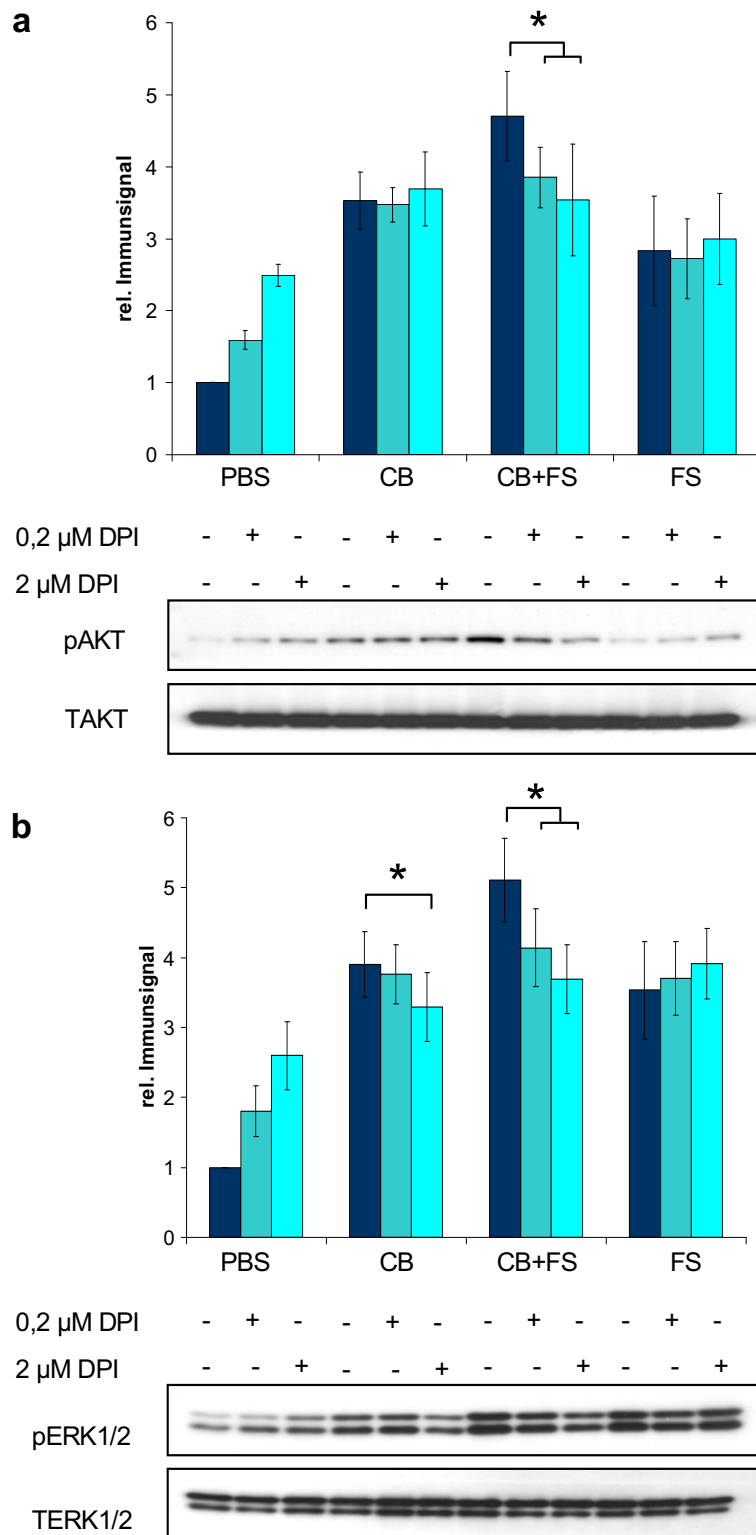 a
*
6
5
4
3
2
1
0
rel. Immunsignal
PBS CB CB+FS FS
0,2 µM DPI - + - - + - - + - - + -
2 µM DPI - - + - - + - - + - - +
pAKT
TAKT
b
*
*
6
5
4
3
2
1
0
rel. Immunsignal
PBS CB CB+FS FS
0,2 µM DPI - + - - + - - + - - + -
2 µM DPI - - + - - + - - + - - +
pERK1/2
TERK1/2